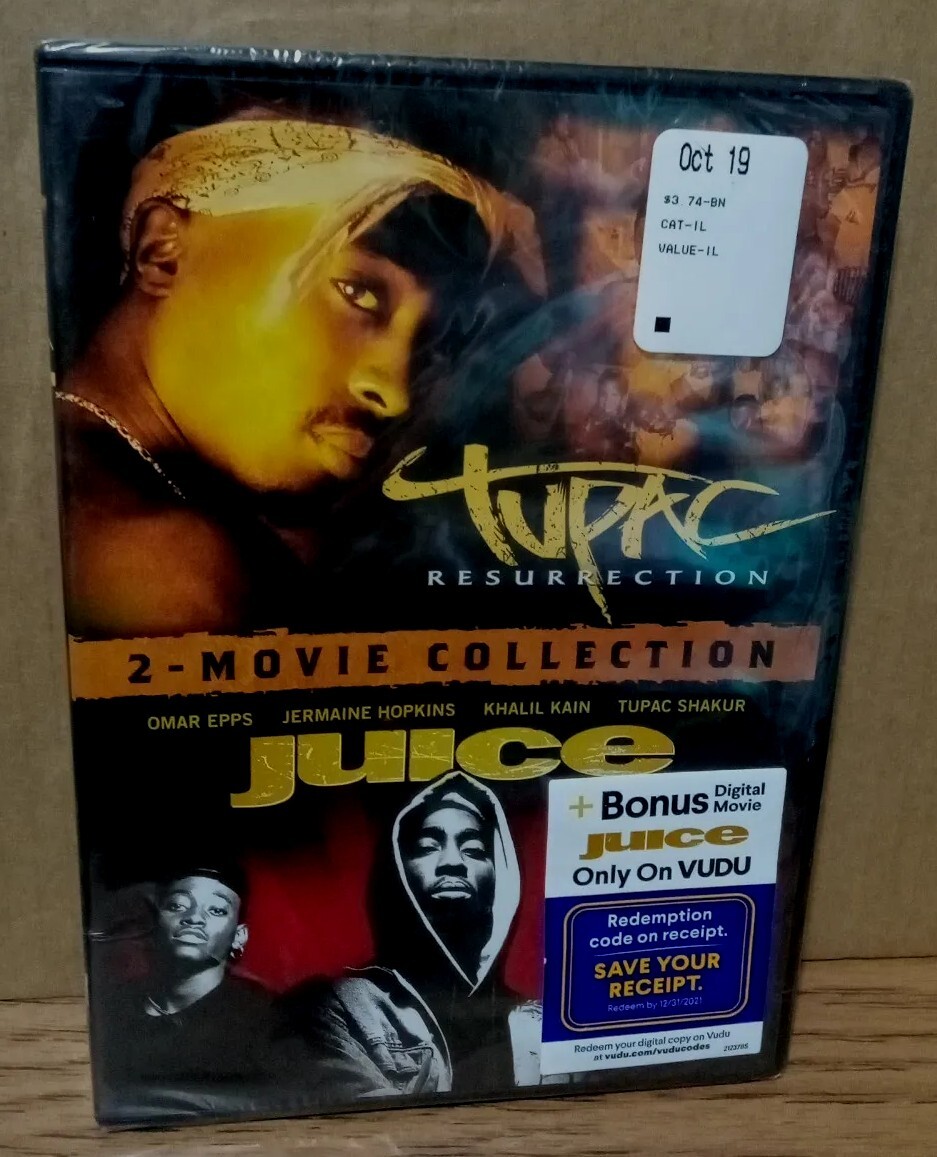 Oct 19
$3 74-BN
CAT-IL
VALUE-IL
TUPAC
RESURRECTION
2-MOVIE COLLECTION
OMAR EPPS JERMAINE HOPKINS KHALIL KAIN TUPAC SHAKUR
juice
+ Bonus Digital Movie
juice
Only On VUDU
Redemption
code on receipt.
SAVE YOUR
RECEIPT.
Redeem by 12/31/2021
Redeem your digital copy on Vudu
at vudu.com/vuducodes